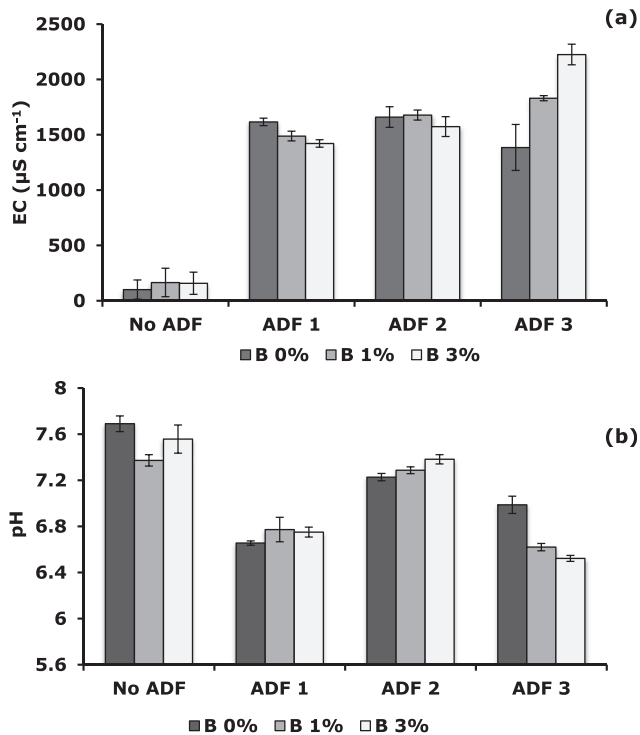 (a)
2500
2000
1500
1000
500
0
EC (µS cm⁻¹)
No ADF ADF 1 ADF 2 ADF 3
B 0% B 1% B 3%
(b)
8
7.6
7.2
6.8
6.4
6
5.6
pH
No ADF ADF 1 ADF 2 ADF 3
B 0% B 1% B 3%